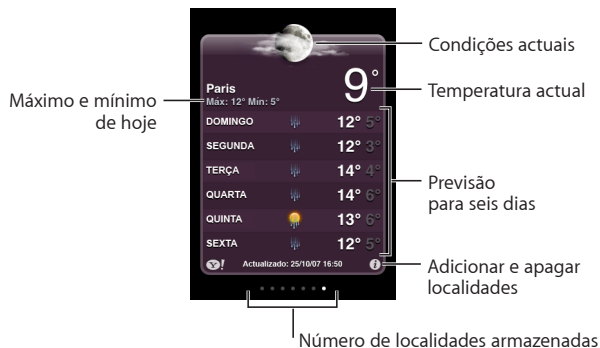 Condições actuais
9°
Paris
Máx: 12° Mín: 5°
Temperatura actual
Máximo e mínimo
de hoje
DOMINGO 12° 5°
SEGUNDA 12° 3°
TERÇA 14° 4°
QUARTA 14° 6°
QUINTA 13° 6°
SEXTA 12° 5°
Previsão
para seis dias
Y! Actualizado: 25/10/07 16:50 i
Adicionar e apagar
localidades
Número de localidades armazenadas